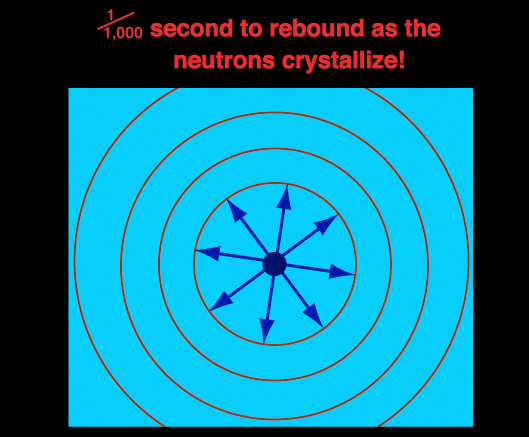 1/1,000 second to rebound as the
neutrons crystallize!